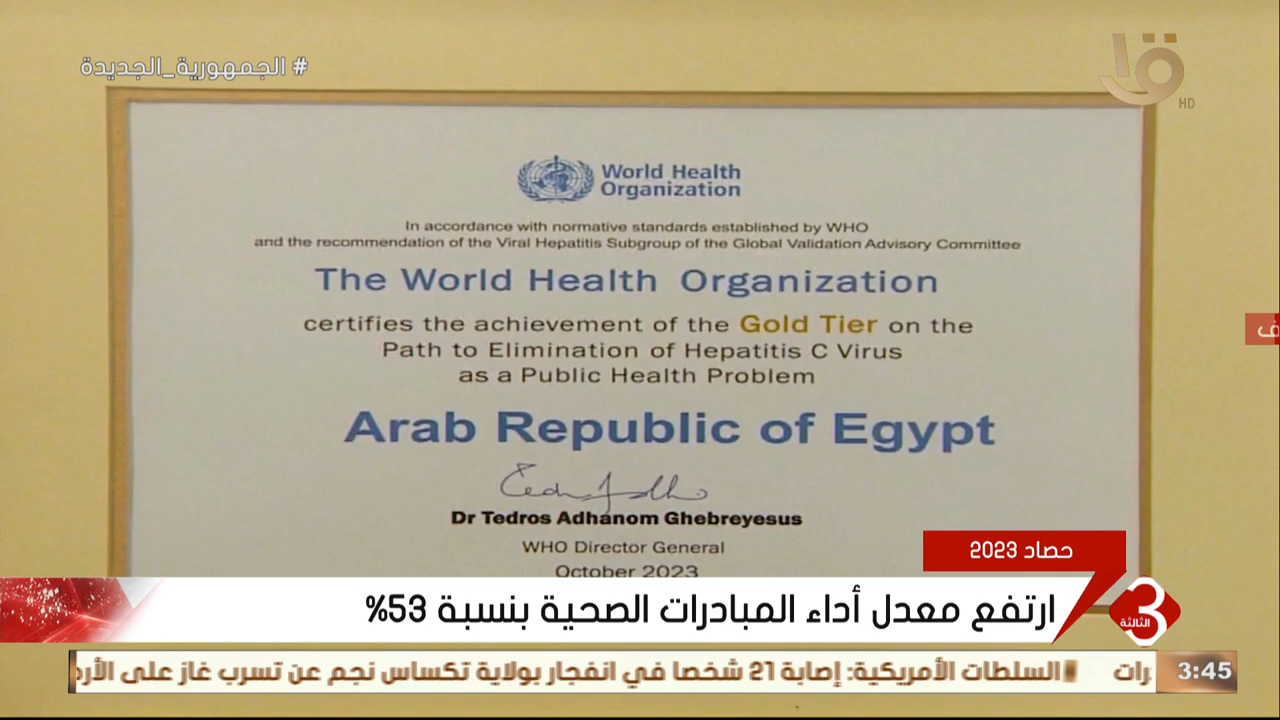 # الجمهورية_الجديدة
HD
World Health
Organization
In accordance with normative standards established by WHO
and the recommendation of the Viral Hepatitis Subgroup of the Global Validation Advisory Committee
The World Health Organization
certifies the achievement of the Gold Tier on the
Path to Elimination of Hepatitis C Virus
as a Public Health Problem
Arab Republic of Egypt
Dr Tedros Adhanom Ghebreyesus
WHO Director General
October 2023
حصاد 2023
ارتفع معدل أداء المبادرات الصحية بنسبة 53%
3 الثالثة
السلطات الأمريكية: إصابة 21 شخصا في انفجار بولاية تكساس نجم عن تسرب غاز على
3:45